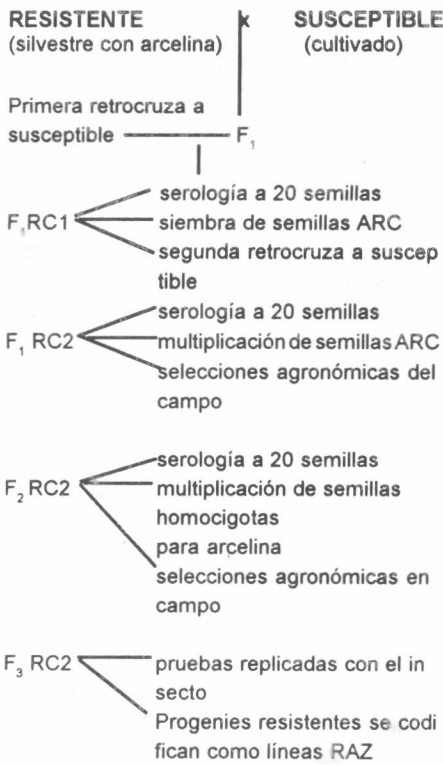 RESISTENTE x SUSCEPTIBLE
(silvestre con arcelina) (cultivado)
Primera retrocruza a
susceptible F₁
serología a 20 semillas
F₁RC1 siembra de semillas ARC
segunda retrocruza a suscep
tible
serología a 20 semillas
F₁ RC2 multiplicación de semillas ARC
selecciones agronómicas del
campo
serología a 20 semillas
F₂ RC2 multiplicación de semillas
homocigotas
para arcelina
selecciones agronómicas en
campo
F₃ RC2 pruebas replicadas con el in
secto
Progenies resistentes se codi
fican como líneas RAZ